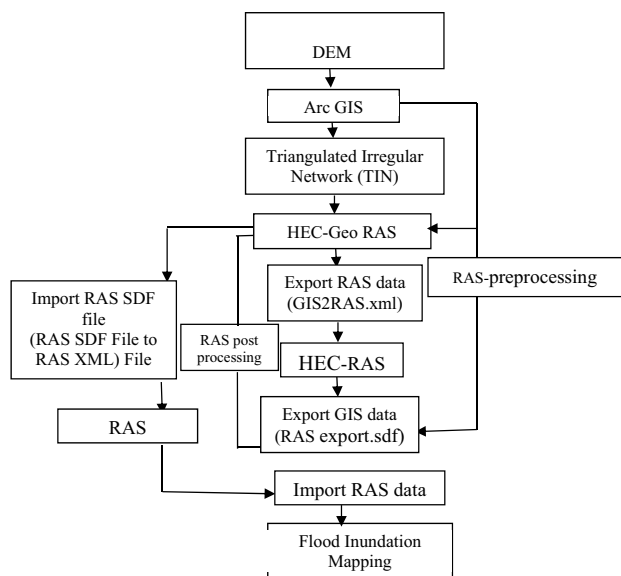 DEM
Arc GIS
Triangulated Irregular
Network (TIN)
HEC-Geo RAS
Export RAS data
(GIS2RAS.xml)
RAS-preprocessing
Import RAS SDF
file
(RAS SDF File to
RAS XML) File
RAS post
processing
HEC-RAS
Export GIS data
(RAS export.sdf)
RAS
Import RAS data
Flood Inundation
Mapping